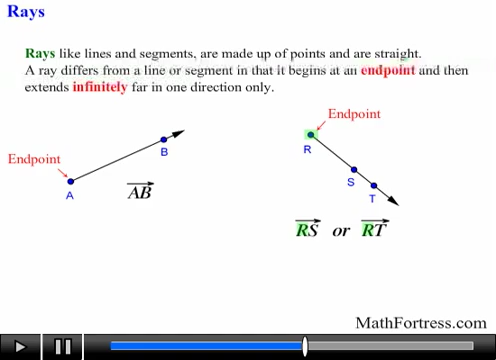 Rays
Rays like lines and segments, are made up of points and are straight.
A ray differs from a line or segment in that it begins at an endpoint and then
extends infinitely far in one direction only.
Endpoint
A
B
AB
Endpoint
R
S
T
RS or RT
MathFortress.com